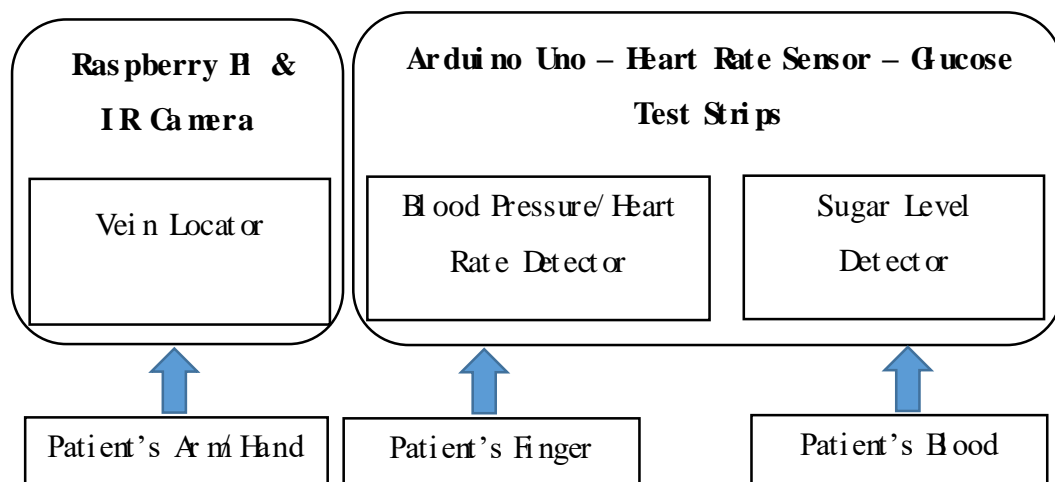 Raspberry Pi &
IR Camera
Arduino Uno – Heart Rate Sensor – Glucose
Test Strips
Vein Locator
Blood Pressure/Heart
Rate Detector
Sugar Level
Detector
Patient’s Arm/Hand
Patient’s Finger
Patient’s Blood